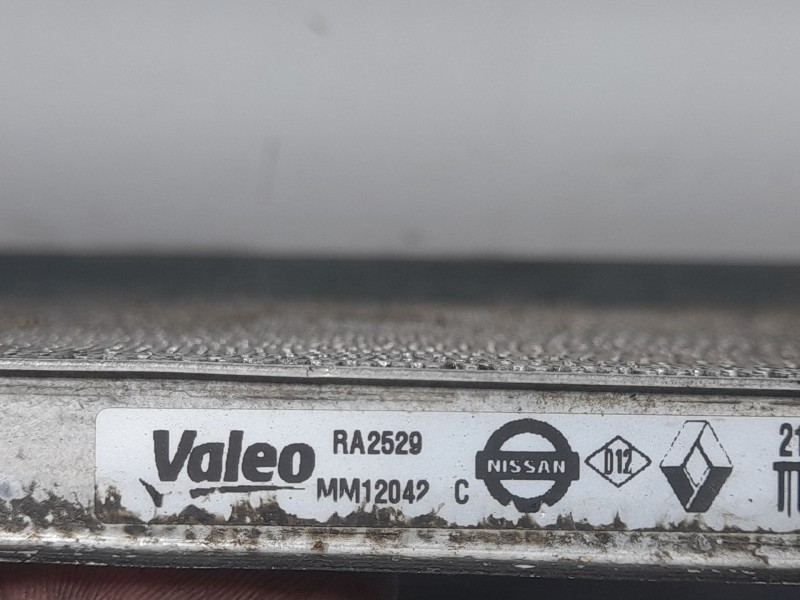 Valeo
RA2529
MM12042 C
NISSAN
D12
21